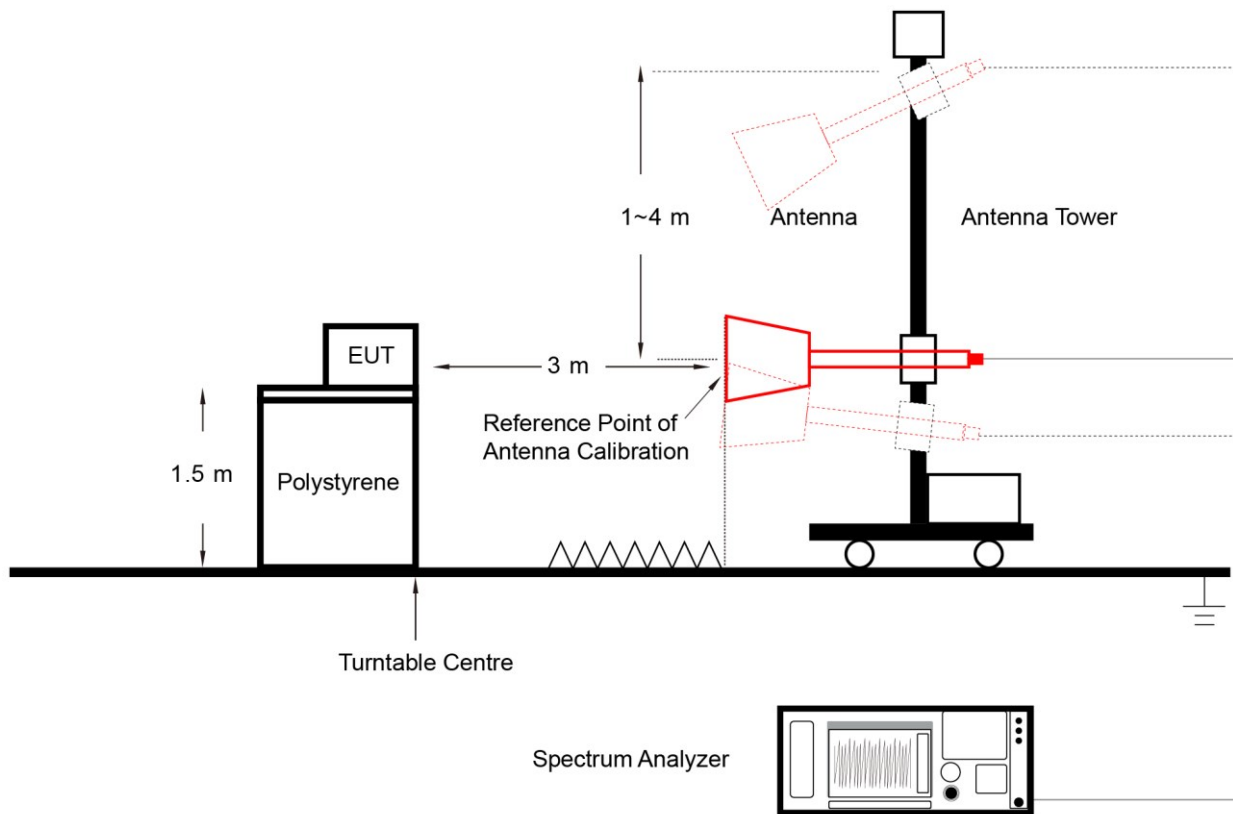 1~4 m
Antenna
Antenna Tower
EUT
3 m
Reference Point of
Antenna Calibration
1.5 m
Polystyrene
Turntable Centre
Spectrum Analyzer